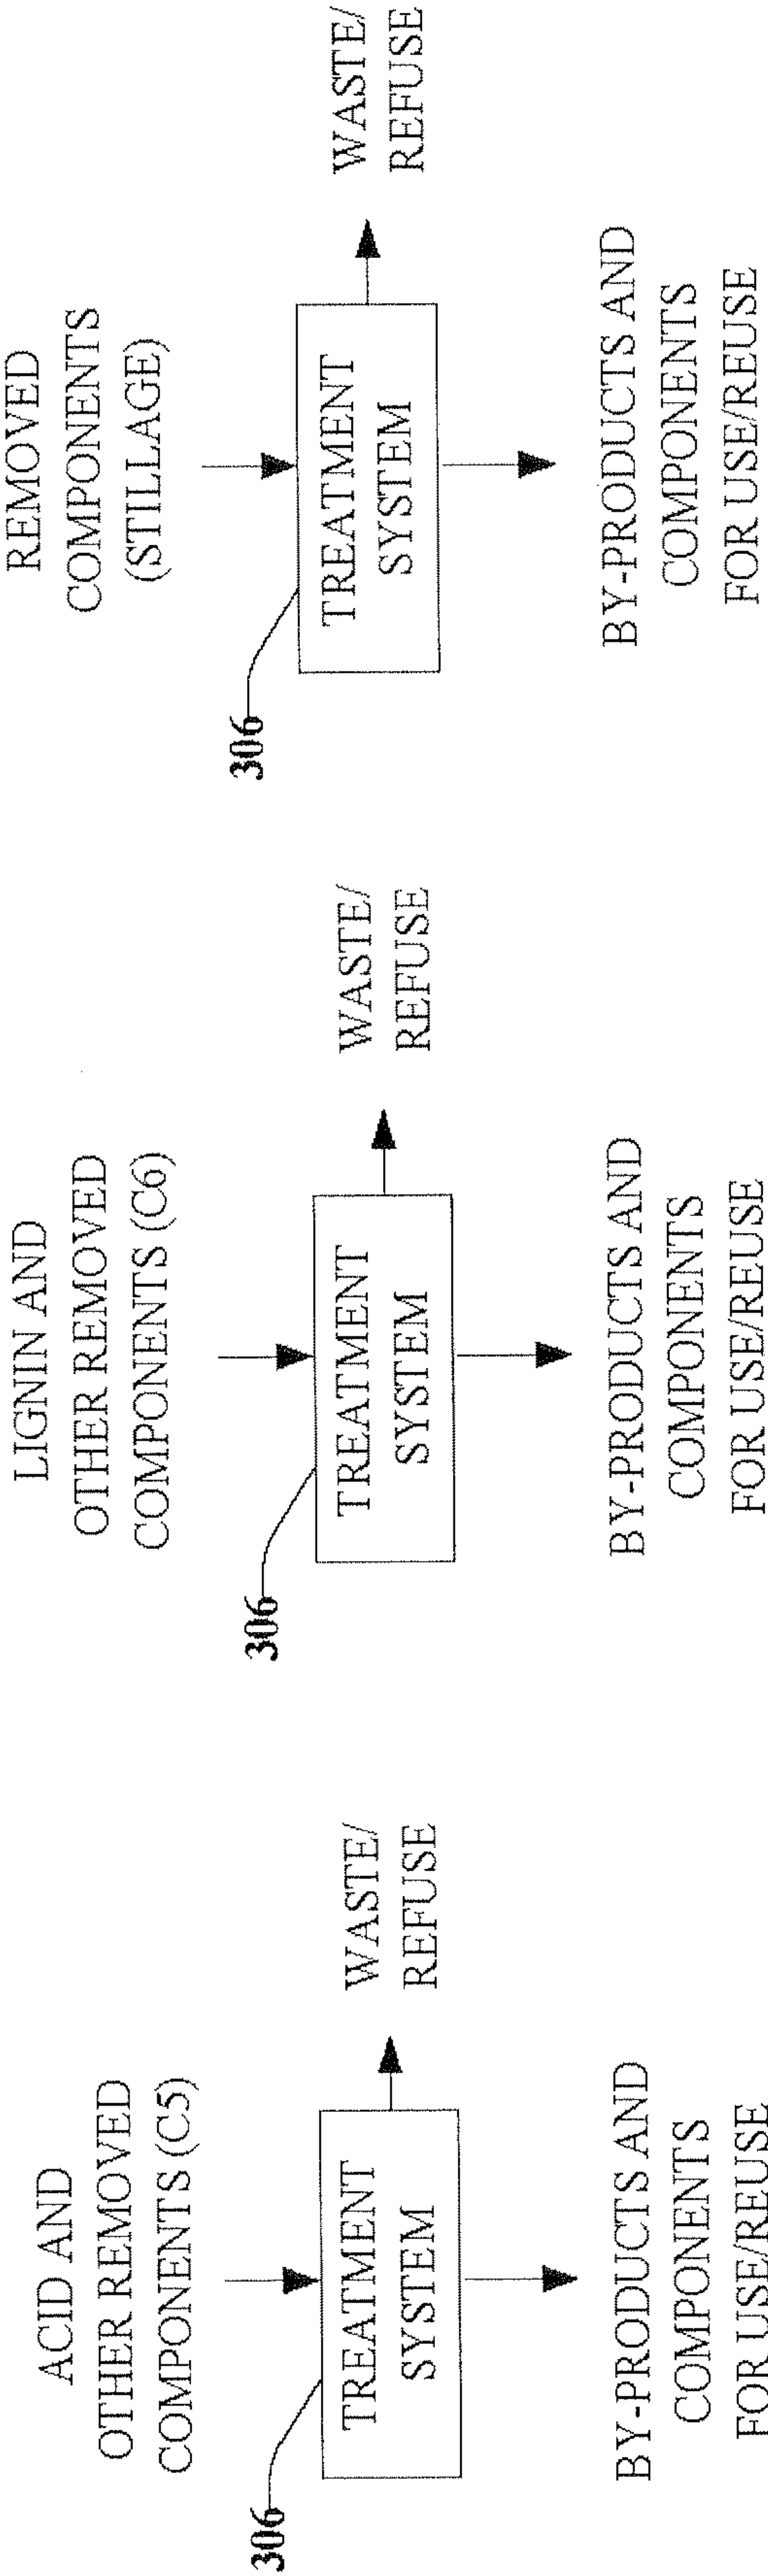 ACID AND
OTHER REMOVED
COMPONENTS (C5)
306
TREATMENT
SYSTEM
WASTE/
REFUSE
BY-PRODUCTS AND
COMPONENTS
FOR USE/REUSE
LIGNIN AND
OTHER REMOVED
COMPONENTS (C6)
306
TREATMENT
SYSTEM
WASTE/
REFUSE
BY-PRODUCTS AND
COMPONENTS
FOR USE/REUSE
REMOVED
COMPONENTS
(STILLAGE)
306
TREATMENT
SYSTEM
WASTE/
REFUSE
BY-PRODUCTS AND
COMPONENTS
FOR USE/REUSE